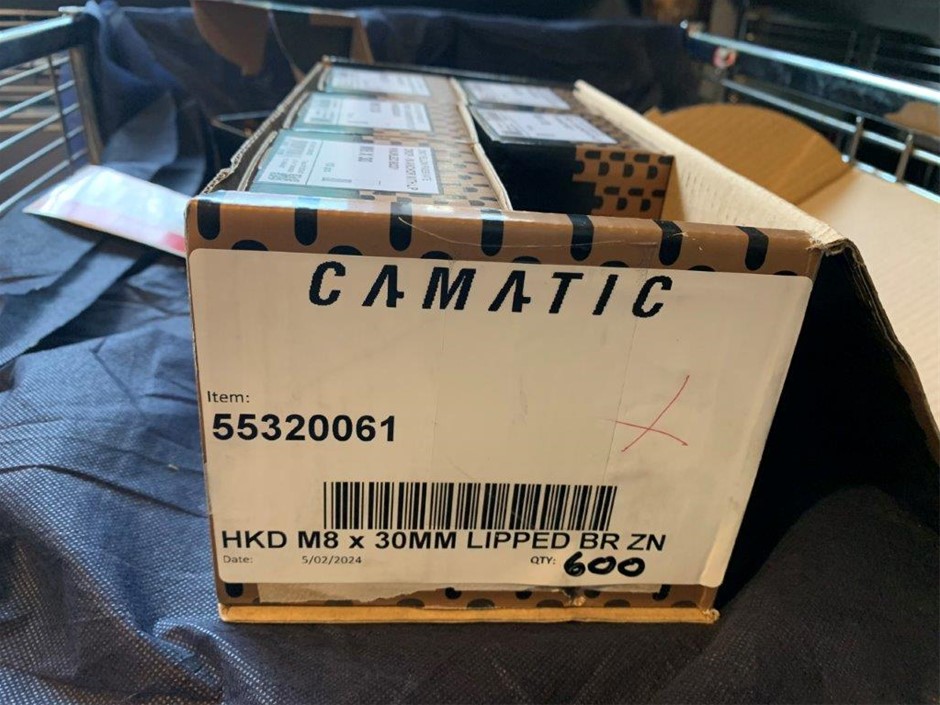 CAMATIC
Item:
55320061
HKD M8 x 30MM LIPPED BR ZN
Date: 5/02/2024 QTY: 600